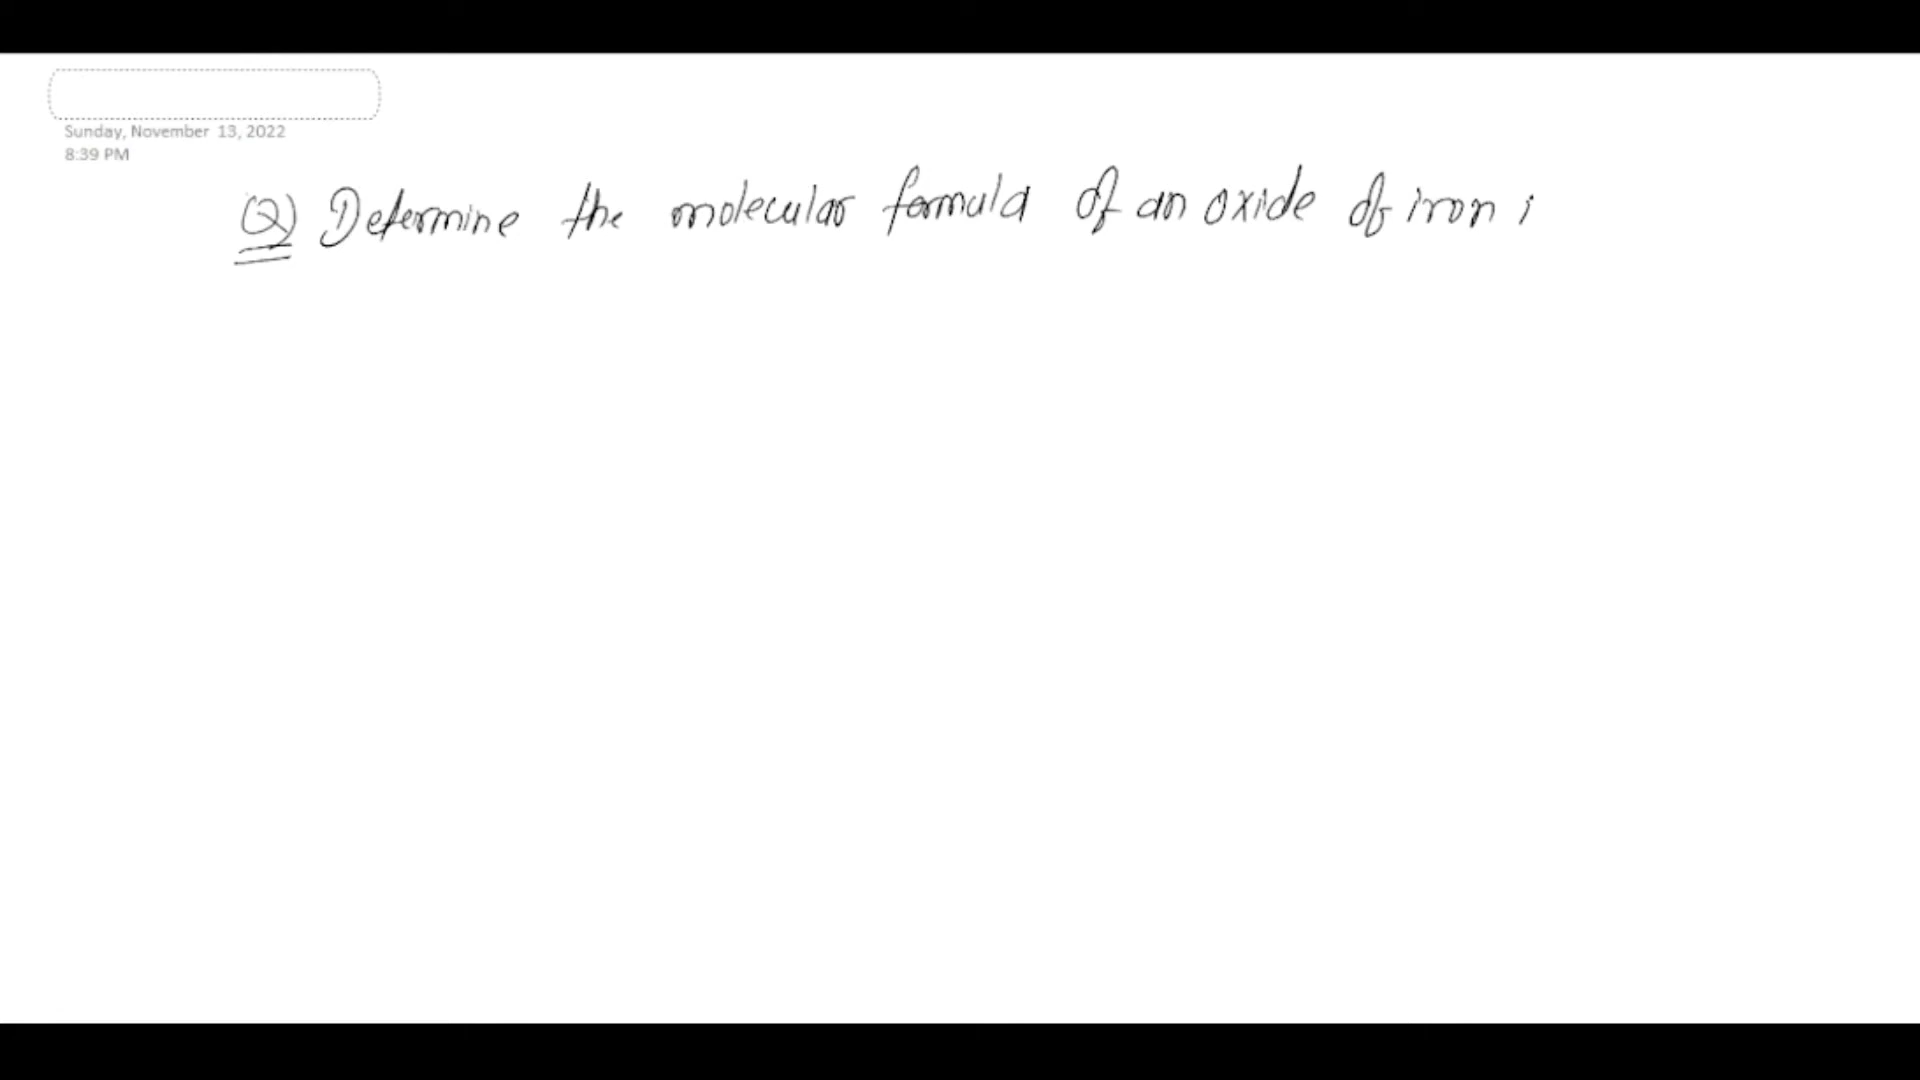 Sunday, November 13, 2022
8:39 PM
Q) Determine the molecular formula of an oxide of iron i